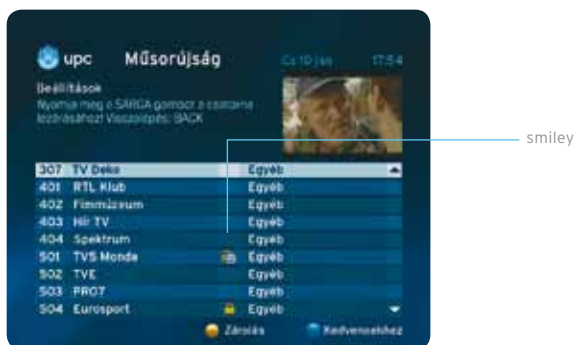 upc Műsorújság Cs 10 jan 17:54
Beállítások
Nyomja meg a SÁRGA gombot a csatorna
lezárásához! Visszalépés: BACK
smiley
307 TV Deko Egyéb
401 RTL Klub Egyéb
402 Filmmúzeum Egyéb
403 Hír TV Egyéb
404 Spektrum Egyéb
501 TV5 Monde Egyéb
502 TVE Egyéb
503 PRO7 Egyéb
504 Eurosport Egyéb
Zárolás Kedvencekhez